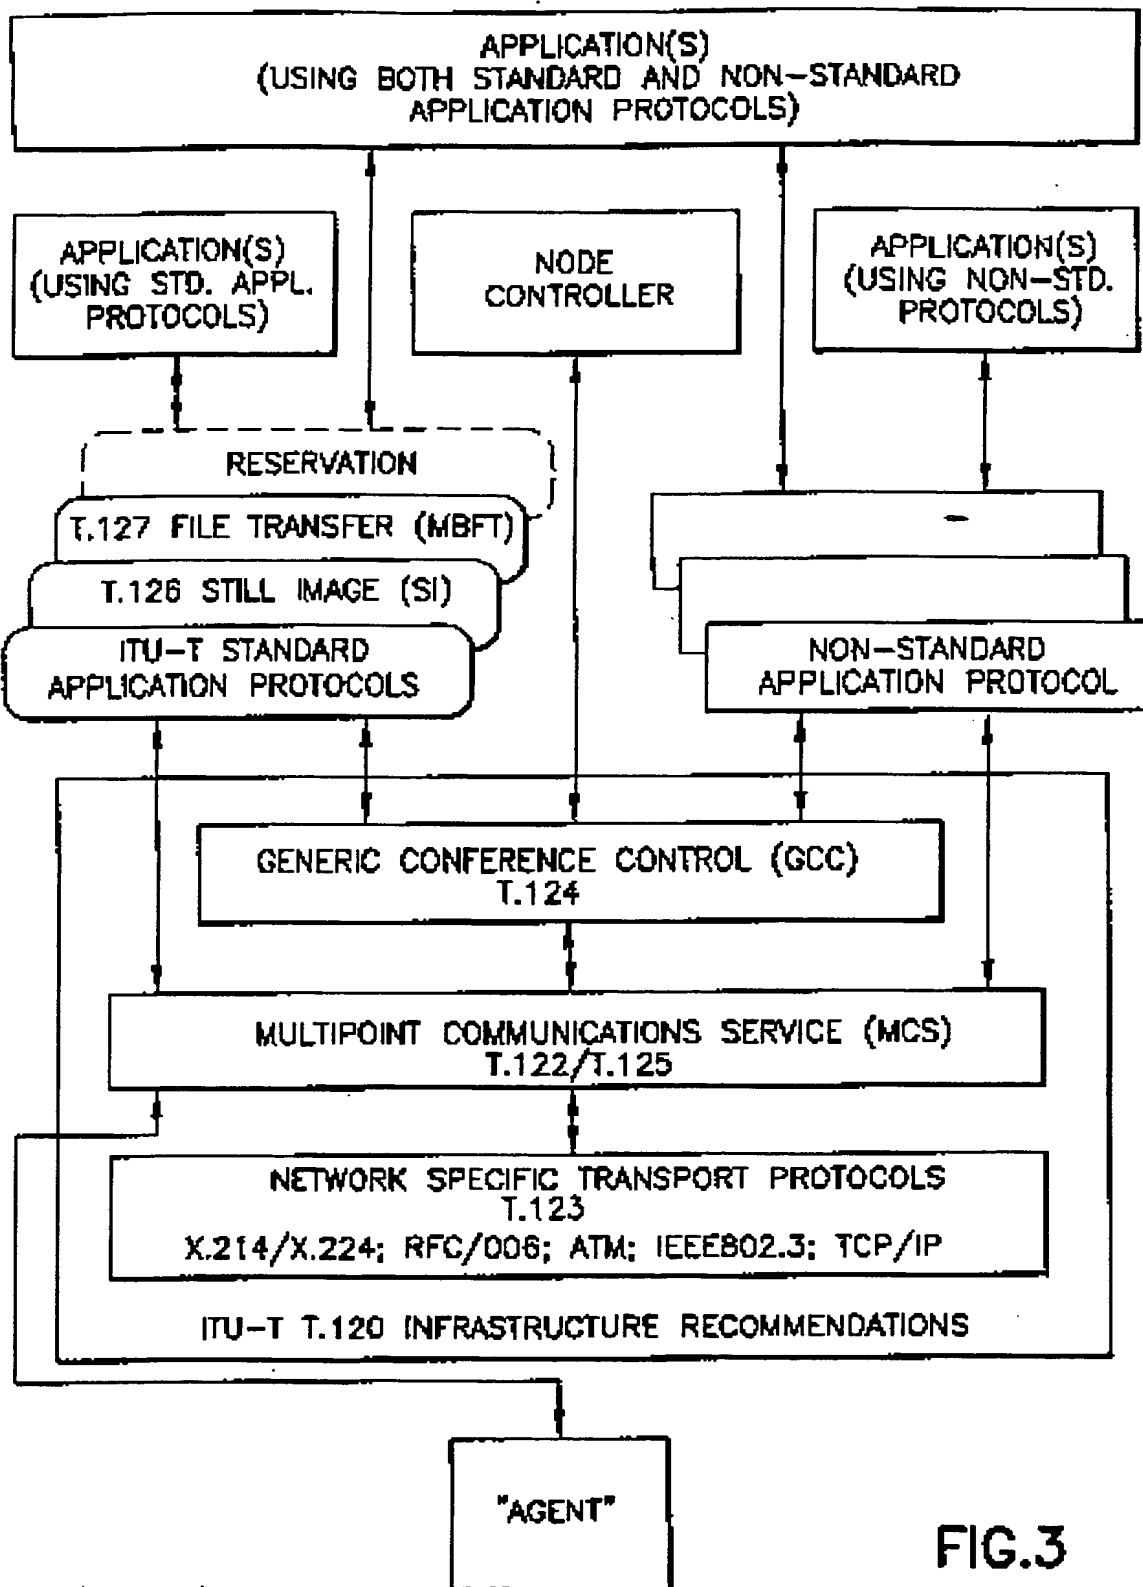 APPLICATION(S)
(USING BOTH STANDARD AND NON-STANDARD
APPLICATION PROTOCOLS)
APPLICATION(S)
(USING STD. APPL.
PROTOCOLS)
NODE
CONTROLLER
APPLICATION(S)
(USING NON-STD.
PROTOCOLS)
RESERVATION
T.127 FILE TRANSFER (MBFT)
T.126 STILL IMAGE (SI)
ITU-T STANDARD
APPLICATION PROTOCOLS
NON-STANDARD
APPLICATION PROTOCOL
GENERIC CONFERENCE CONTROL (GCC)
T.124
MULTIPOINT COMMUNICATIONS SERVICE (MCS)
T.122/T.125
NETWORK SPECIFIC TRANSPORT PROTOCOLS
T.123
X.214/X.224; RFC/006; ATM; IEEE802.3; TCP/IP
ITU-T T.120 INFRASTRUCTURE RECOMMENDATIONS
"AGENT"
FIG.3